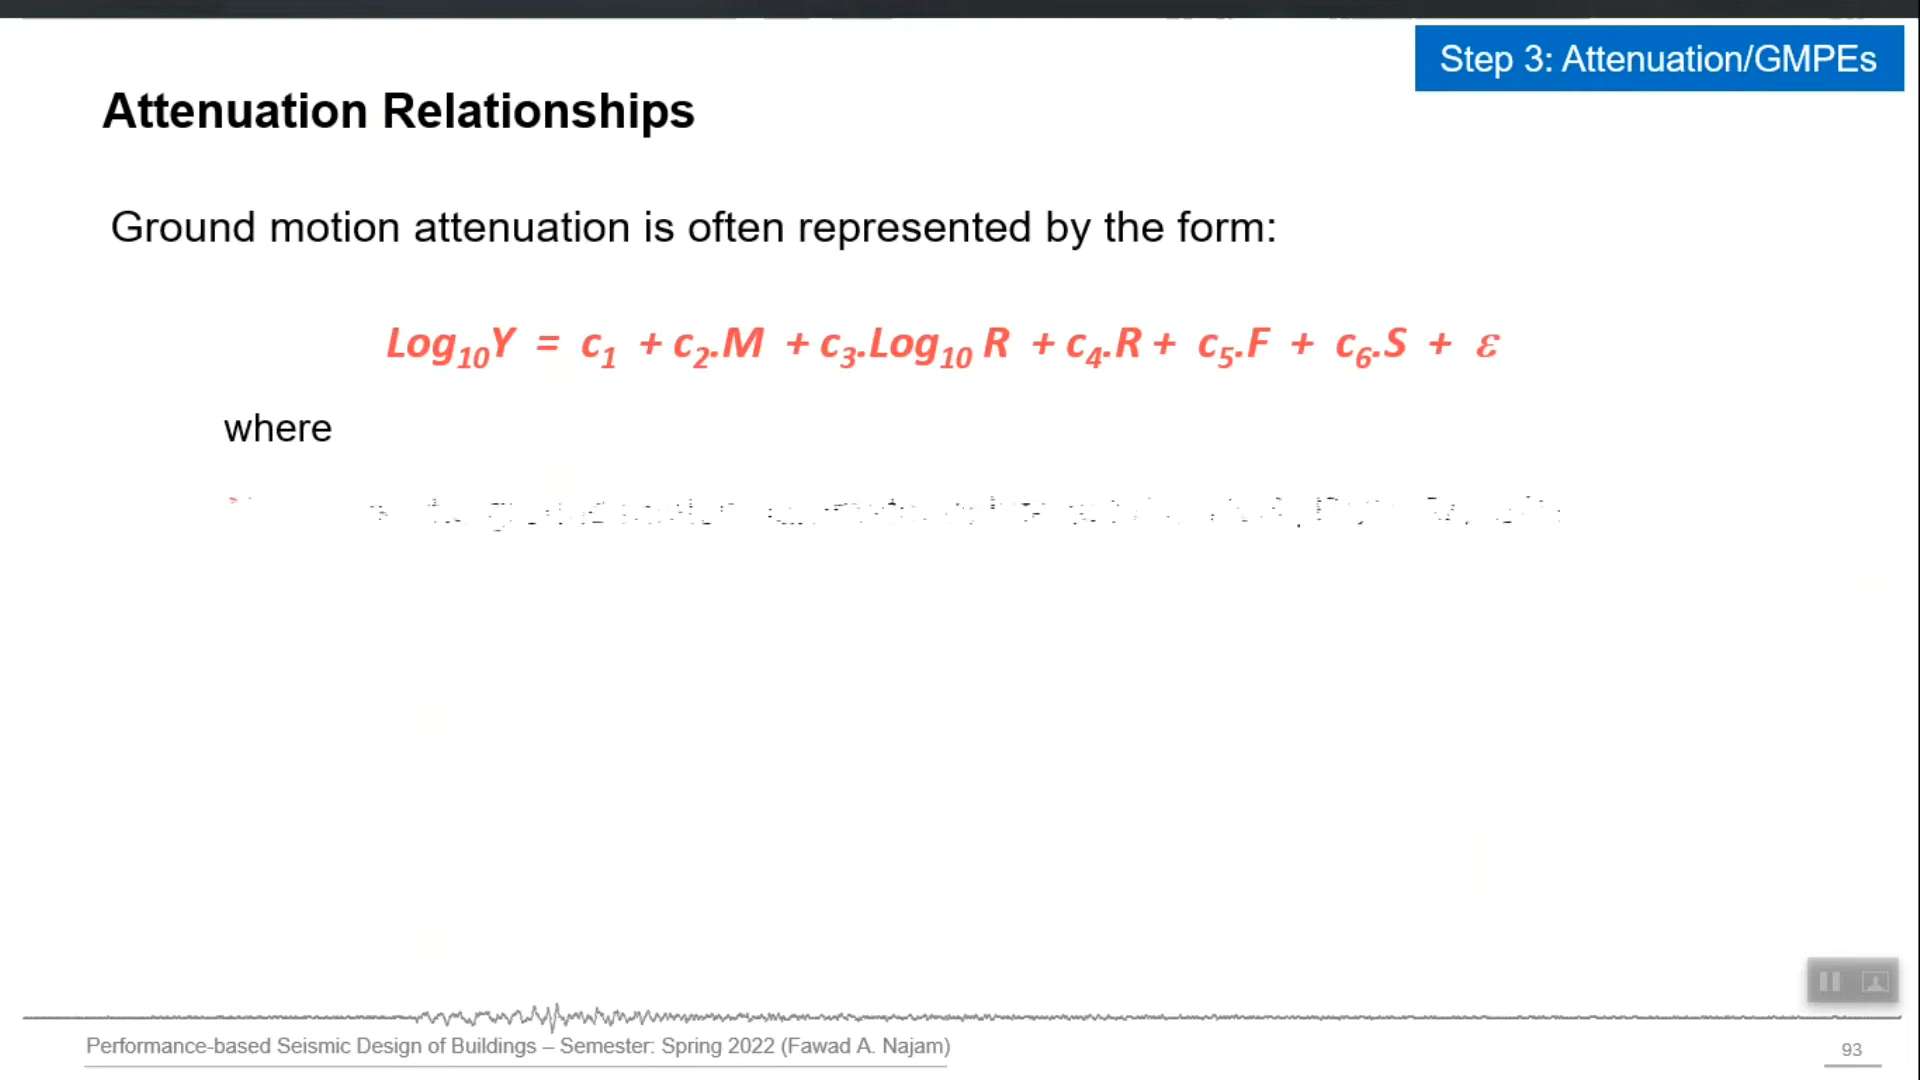 Step 3: Attenuation/GMPEs
Attenuation Relationships
Ground motion attenuation is often represented by the form:
Log₁₀Y = c₁ + c₂.M + c₃.Log₁₀ R + c₄.R + c₅.F + c₆.S + ε
where
Performance-based Seismic Design of Buildings – Semester: Spring 2022 (Fawad A. Najam)
93